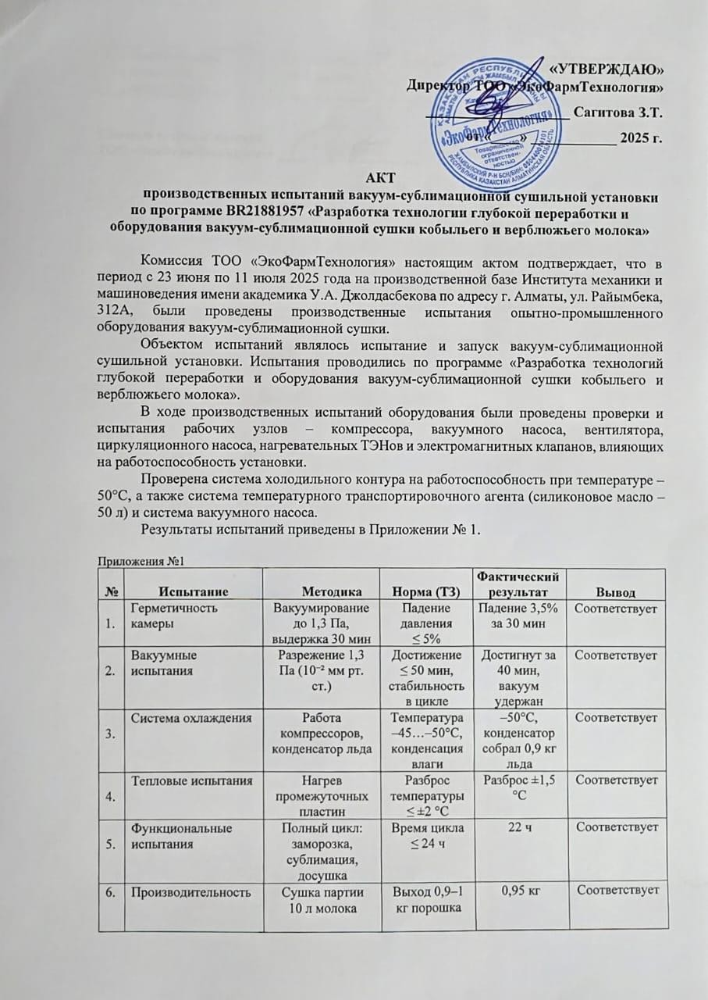 «УТВЕРЖДАЮ»
Директор ТОО «ЭкоФармТехнология»
Сагитова З.Т.
от «___» ____________ 2025 г.
ҚАЗАҚСТАН РЕСПУБЛИКАСЫ
«ЭкоФармТехнология»
Товарищество
ограниченной
ответствен-
ностью
РЕСПУБЛИКА КАЗАХСТАН АЛМАТИНСКАЯ ОБЛАСТЬ
АКТ
производственных испытаний вакуум-сублимационной сушильной установки
по программе BR21881957 «Разработка технологии глубокой переработки и
оборудования вакуум-сублимационной сушки кобыльего и верблюжьего молока»
Комиссия ТОО «ЭкоФармТехнология» настоящим актом подтверждает, что в
период с 23 июня по 11 июля 2025 года на производственной базе Института механики и
машиноведения имени академика У.А. Джолдасбекова по адресу г. Алматы, ул. Райымбека,
312А, были проведены производственные испытания опытно-промышленного
оборудования вакуум-сублимационной сушки.
Объектом испытаний являлось испытание и запуск вакуум-сублимационной
сушильной установки. Испытания проводились по программе «Разработка технологий
глубокой переработки и оборудования вакуум-сублимационной сушки кобыльего и
верблюжьего молока».
В ходе производственных испытаний оборудования были проведены проверки и
испытания рабочих узлов – компрессора, вакуумного насоса, вентилятора,
циркуляционного насоса, нагревательных ТЭНов и электромагнитных клапанов, влияющих
на работоспособность установки.
Проверена система холодильного контура на работоспособность при температуре –
50°С, а также система температурного транспортировочного агента (силиконовое масло –
50 л) и система вакуумного насоса.
Результаты испытаний приведены в Приложении № 1.
Приложения №1
№ Испытание Методика Норма (ТЗ) Фактический результат Вывод
1. Герметичность камеры Вакуумирование до 1,3 Па, выдержка 30 мин Падение давления ≤ 5% Падение 3,5% за 30 мин Соответствует
2. Вакуумные испытания Разрежение 1,3 Па (10⁻² мм рт. ст.) Достижение ≤ 50 мин, стабильность в цикле Достигнут за 40 мин, вакуум удержан Соответствует
3. Система охлаждения Работа компрессоров, конденсатор льда Температура –45…–50°С, конденсация влаги –50°С, конденсатор собрал 0,9 кг льда Соответствует
4. Тепловые испытания Нагрев промежуточных пластин Разброс температуры ≤ ±2 °С Разброс ±1,5 °С Соответствует
5. Функциональные испытания Полный цикл: заморозка, сублимация, досушка Время цикла ≤ 24 ч 22 ч Соответствует
6. Производительность Сушка партии 10 л молока Выход 0,9–1 кг порошка 0,95 кг Соответствует